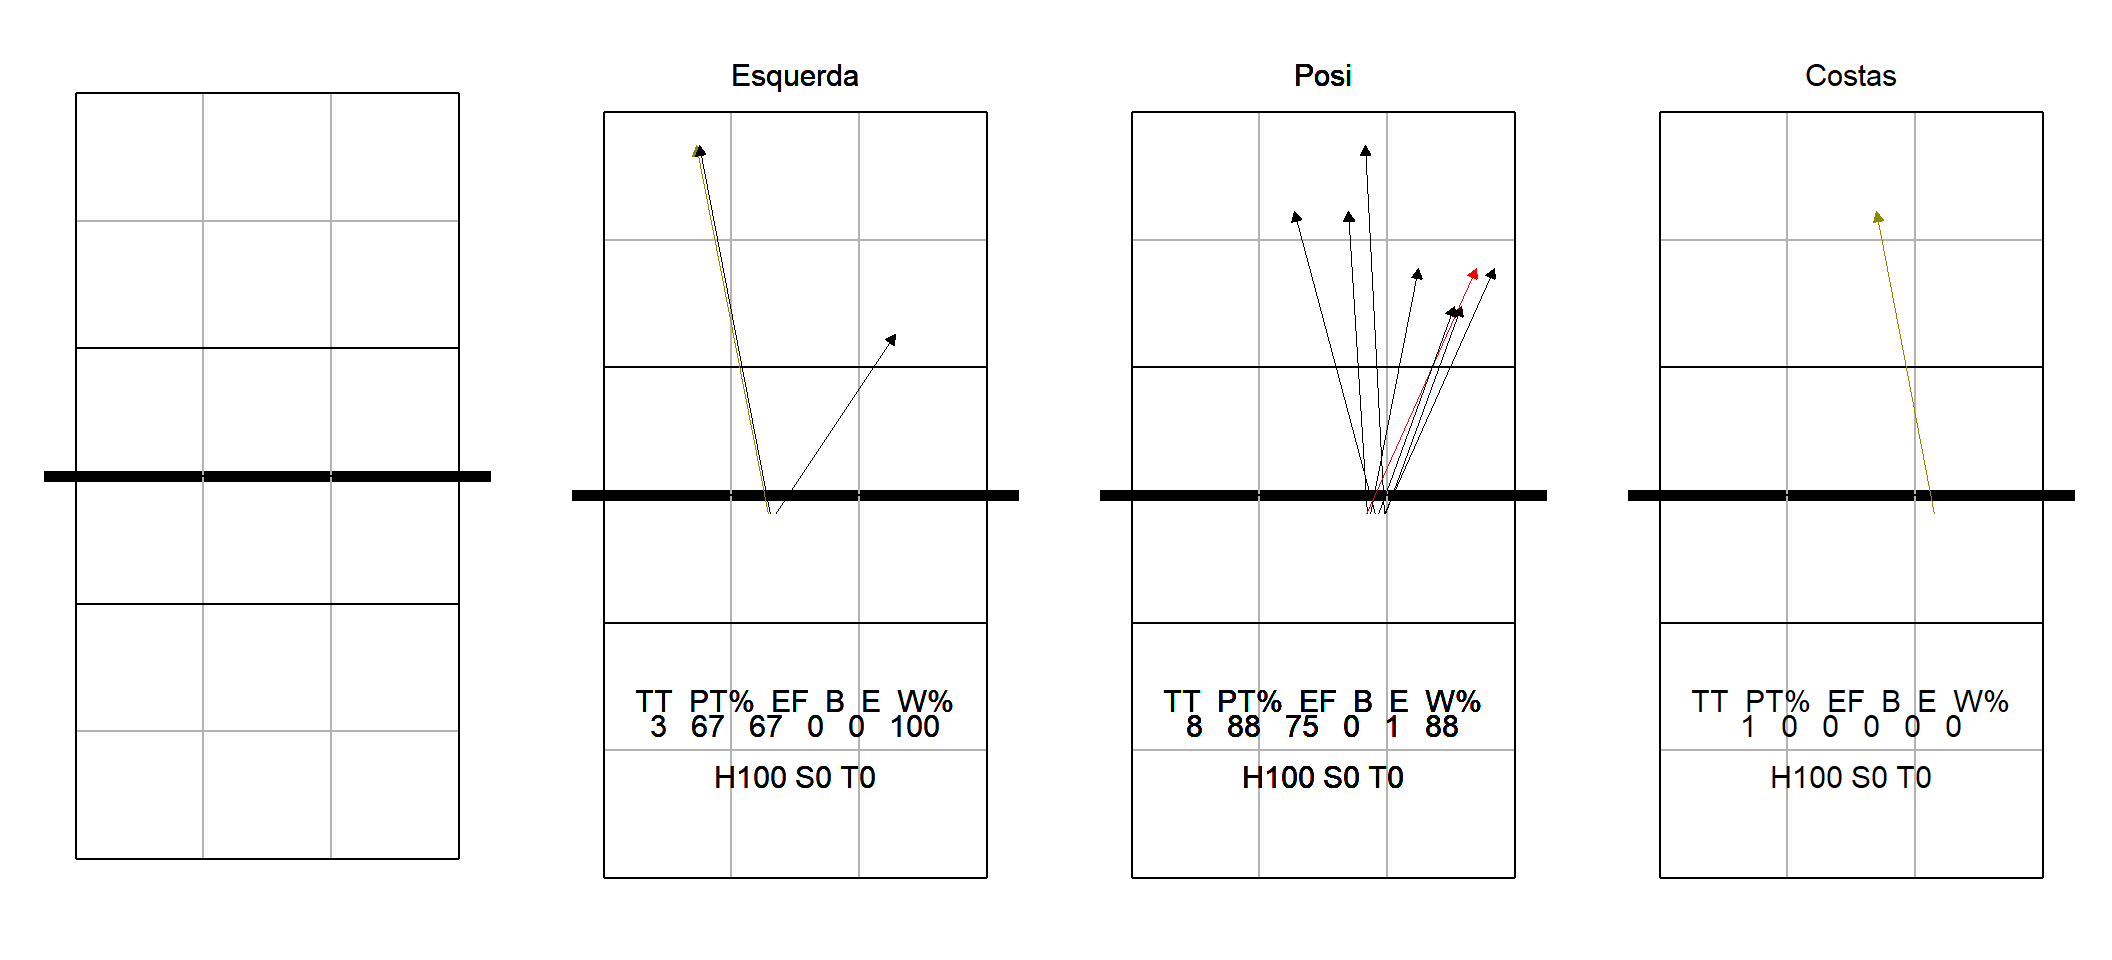 Esquerda
TT PT% EF B E W%
3 67 67 0 0 100
H100 S0 T0
Posi
TT PT% EF B E W%
8 88 75 0 1 88
H100 S0 T0
Costas
TT PT% EF B E W%
1 0 0 0 0 0
H100 S0 T0